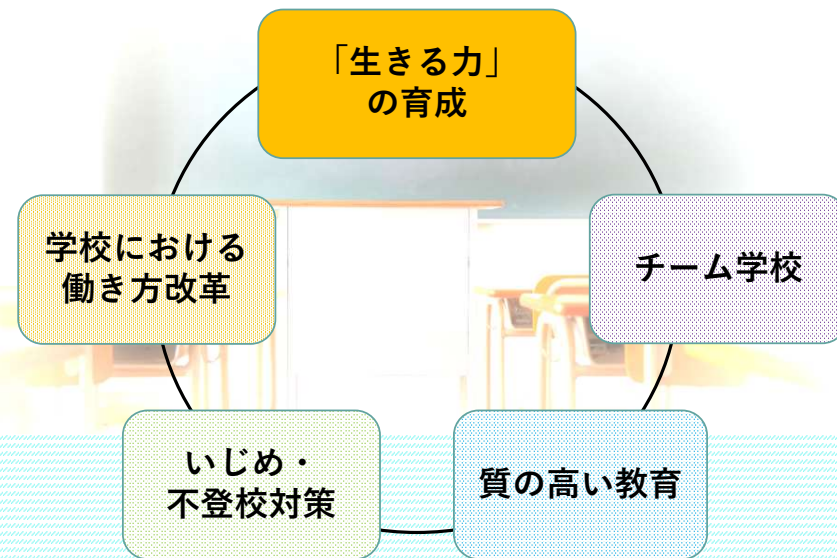 「生きる力」
の育成
学校における
働き方改革
チーム学校
いじめ・
不登校対策
質の高い教育